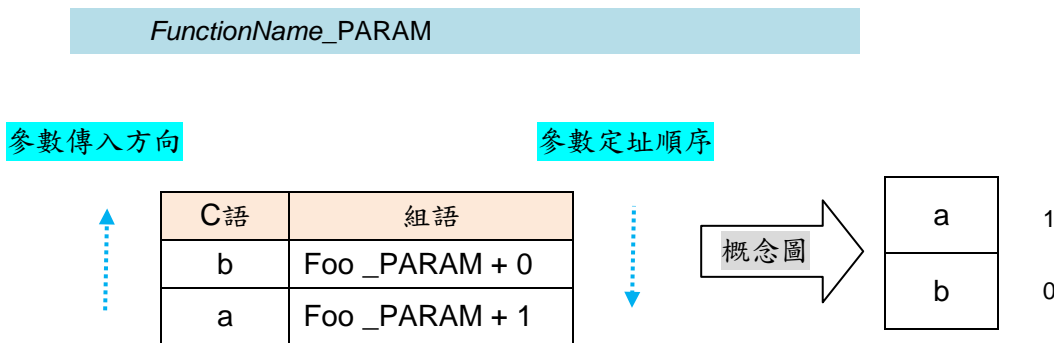 FunctionName_PARAM
參數傳入方向
參數定址順序
C語 組語
b Foo _PARAM + 0
a Foo _PARAM + 1
概念圖
a 1
b 0